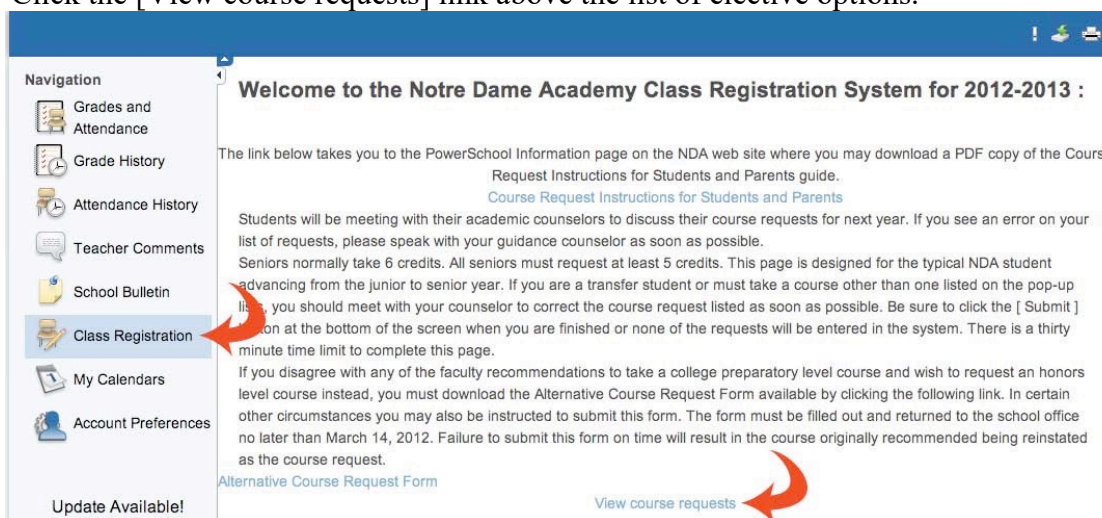 Click the [View course requests] link above the list of elective options.
Navigation
Grades and
Attendance
Grade History
Attendance History
Teacher Comments
School Bulletin
Class Registration
My Calendars
Account Preferences
Update Available!
Welcome to the Notre Dame Academy Class Registration System for 2012-2013 :
The link below takes you to the PowerSchool Information page on the NDA web site where you may download a PDF copy of the Cours
Request Instructions for Students and Parents guide.
Course Request Instructions for Students and Parents
Students will be meeting with their academic counselors to discuss their course requests for next year. If you see an error on your
list of requests, please speak with your guidance counselor as soon as possible.
Seniors normally take 6 credits. All seniors must request at least 5 credits. This page is designed for the typical NDA student
advancing from the junior to senior year. If you are a transfer student or must take a course other than one listed on the pop-up
you should meet with your counselor to correct the course request listed as soon as possible. Be sure to click the [ Submit ]
at the bottom of the screen when you are finished or none of the requests will be entered in the system. There is a thirty
minute time limit to complete this page.
If you disagree with any of the faculty recommendations to take a college preparatory level course and wish to request an honors
level course instead, you must download the Alternative Course Request Form available by clicking the following link. In certain
other circumstances you may also be instructed to submit this form. The form must be filled out and returned to the school office
no later than March 14, 2012. Failure to submit this form on time will result in the course originally recommended being reinstated
as the course request.
Alternative Course Request Form
View course requests